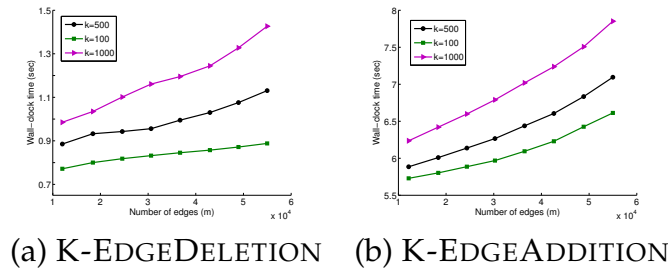 1.5
1.3
1.1
0.9
0.7
Wall-clock time (sec)
k=500
k=100
k=1000
1 2 3 4 5 6
x 10^4
Number of edges (m)
(a) K-EDGEDELETION
8
7.5
7
6.5
6
5.5
Wall-clock time (sec)
k=500
k=100
k=1000
1 2 3 4 5 6
x 10^4
Number of edges (m)
(b) K-EDGEADDITION